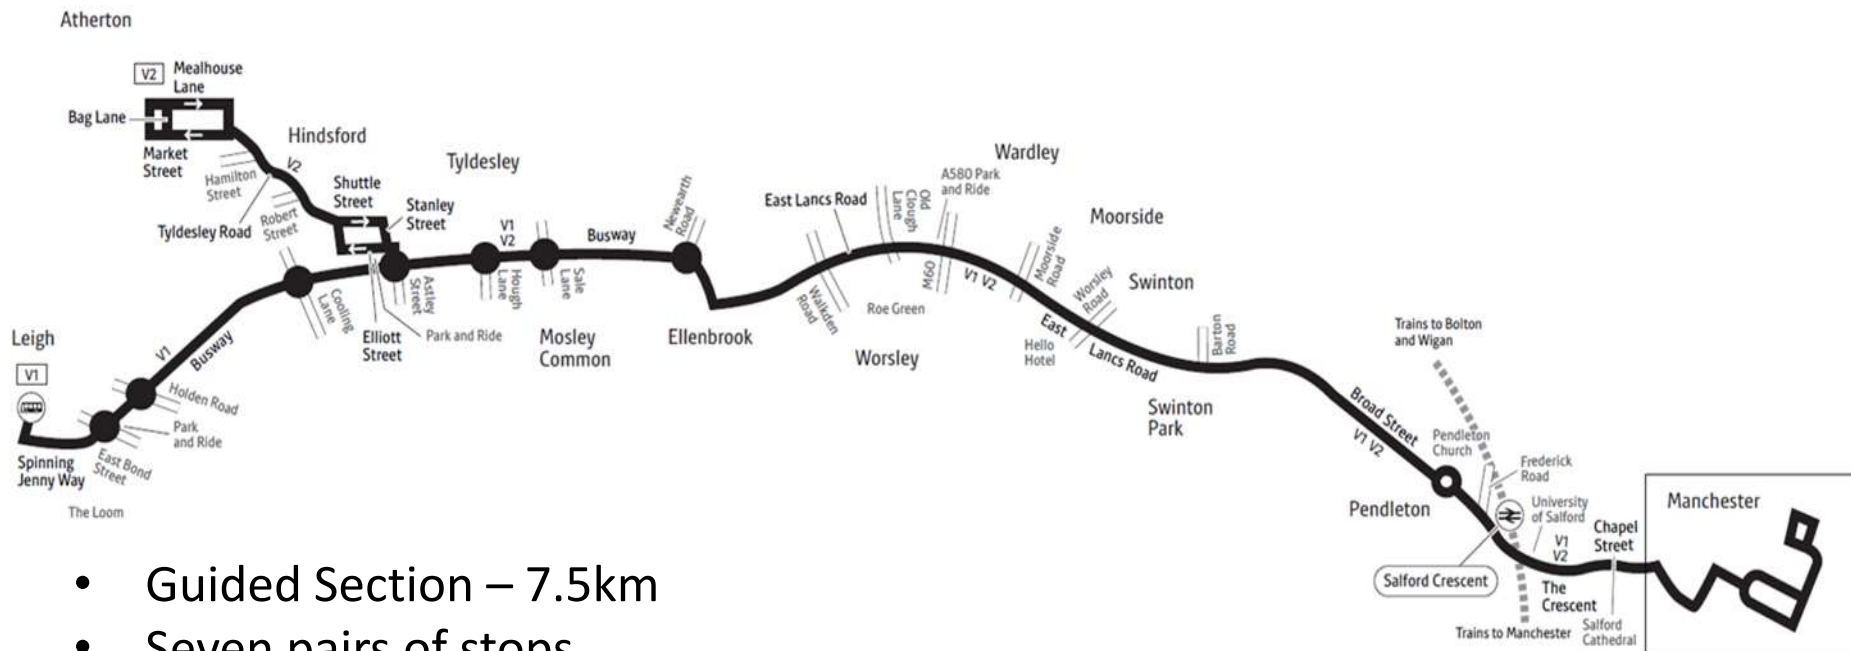 Atherton
V2
Mealhouse
Lane
Bag Lane
Market
Street
Hindsford
V2
Hamilton
Street
Tyldesley Road
Robert
Street
Shuttle
Street
Stanley
Street
Tyldesley
V1
V2
Busway
Newearth
Road
Cooling
Lane
Elliott
Street
Astley
Street
Park and Ride
Hough
Lane
Sale
Lane
Mosley
Common
Ellenbrook
Leigh
V1
V1
Busway
Holden Road
Park
and Ride
East Bond
Street
Spinning
Jenny Way
The Loom
East Lancs Road
Walkden
Road
Old
Clough
Lane
Roe Green
Worsley
Wardley
A580 Park
and Ride
M60
V1 V2
Moorside
Moorside
Road
Worsley
Road
Swinton
East
Lancs Road
Hello
Hotel
Barton
Road
Swinton
Park
Broad Street
V1 V2
Trains to Bolton
and Wigan
Pendleton
Church
Frederick
Road
Pendleton
University
of Salford
Salford Crescent
V1
V2
Chapel
Street
The
Crescent
Salford
Cathedral
Trains to Manchester
Manchester
• Guided Section – 7.5km
• Seven pairs of stops